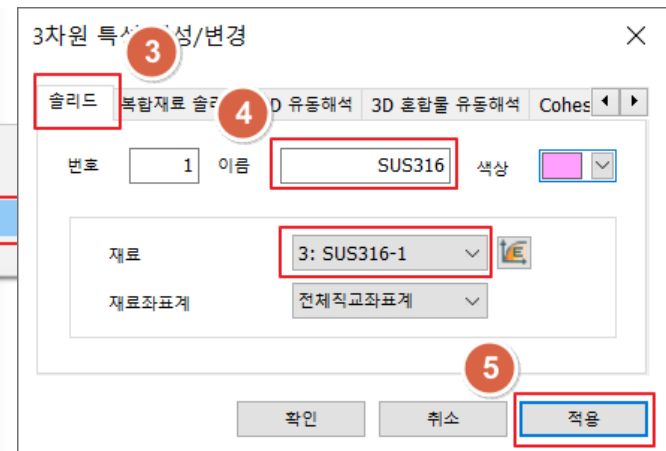 3차원 특성 생성/변경
3
솔리드 복합재료 솔리 D 유동해석 3D 혼합물 유동해석 Cohes
4
번호 1 이름 SUS316 색상
재료 3: SUS316-1
재료좌표계 전체직교좌표계
5
확인 취소 적용